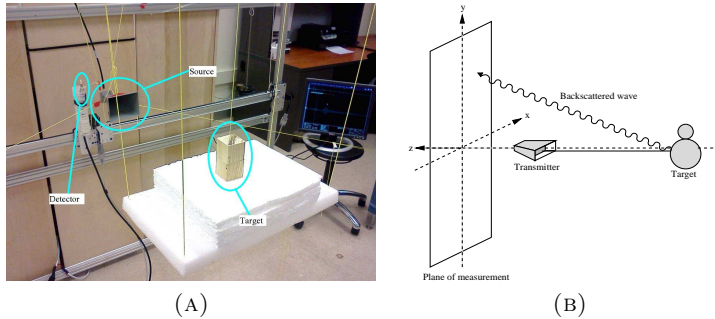 Source
Detector
Target
(A)
y
Backscattered wave
x
z
Transmitter
Target
Plane of measurement
(B)